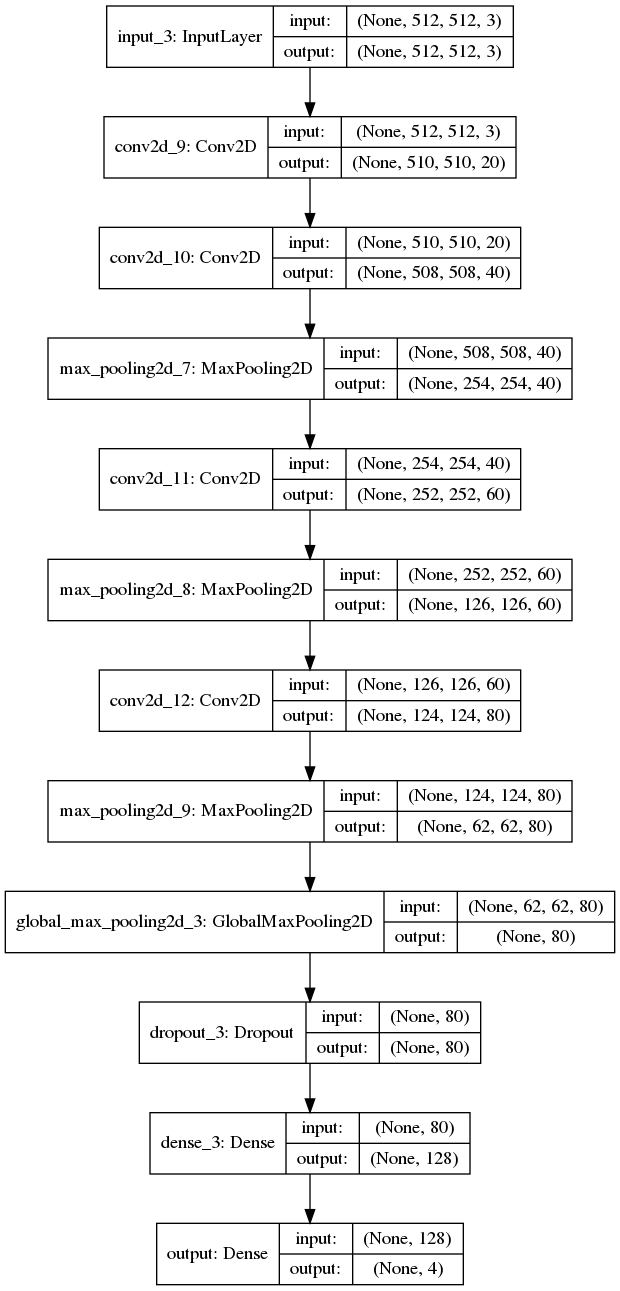 input_3: InputLayer
input: (None, 512, 512, 3)
output: (None, 512, 512, 3)
conv2d_9: Conv2D
input: (None, 512, 512, 3)
output: (None, 510, 510, 20)
conv2d_10: Conv2D
input: (None, 510, 510, 20)
output: (None, 508, 508, 40)
max_pooling2d_7: MaxPooling2D
input: (None, 508, 508, 40)
output: (None, 254, 254, 40)
conv2d_11: Conv2D
input: (None, 254, 254, 40)
output: (None, 252, 252, 60)
max_pooling2d_8: MaxPooling2D
input: (None, 252, 252, 60)
output: (None, 126, 126, 60)
conv2d_12: Conv2D
input: (None, 126, 126, 60)
output: (None, 124, 124, 80)
max_pooling2d_9: MaxPooling2D
input: (None, 124, 124, 80)
output: (None, 62, 62, 80)
global_max_pooling2d_3: GlobalMaxPooling2D
input: (None, 62, 62, 80)
output: (None, 80)
dropout_3: Dropout
input: (None, 80)
output: (None, 80)
dense_3: Dense
input: (None, 80)
output: (None, 128)
output: Dense
input: (None, 128)
output: (None, 4)